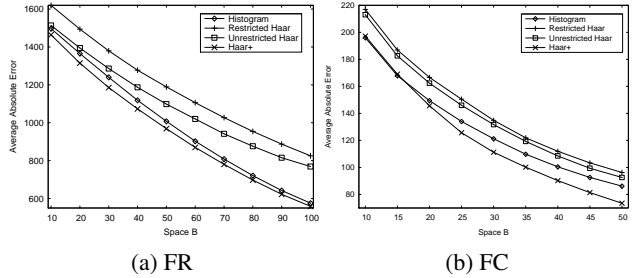 1600
1400
1200
1000
800
600
10 20 30 40 50 60 70 80 90 100
Average Absolute Error
Space B
Histogram
Restricted Haar
Unrestricted Haar
Haar+
(a) FR
220
200
180
160
140
120
100
80
10 15 20 25 30 35 40 45 50
Average Absolute Error
Space B
Histogram
Restricted Haar
Unrestricted Haar
Haar+
(b) FC